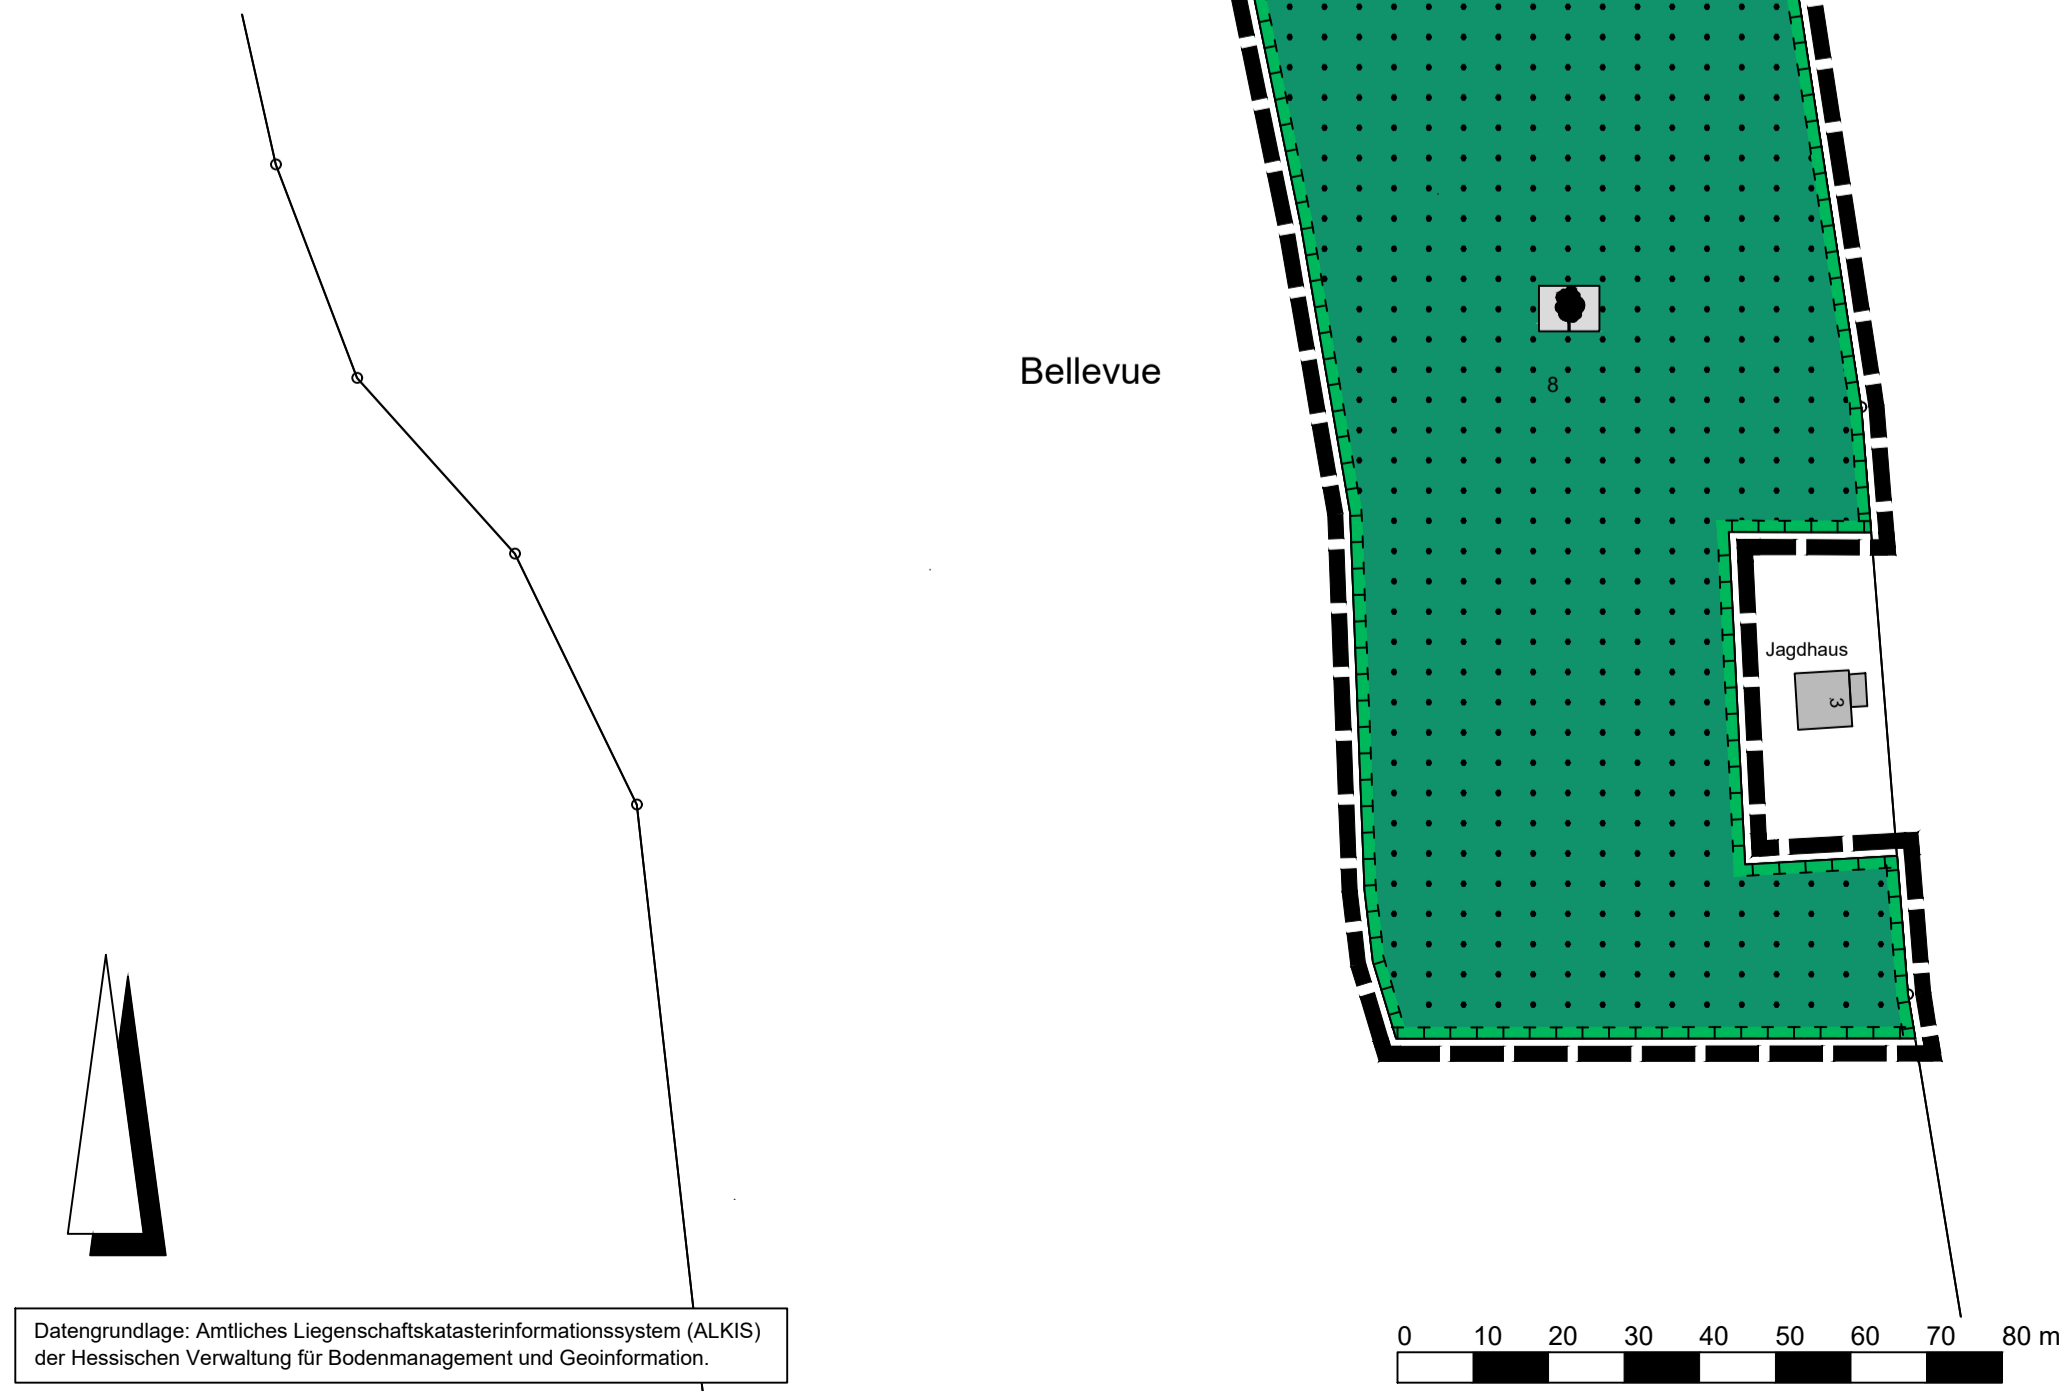 Bellevue
8
Jagdhaus
3
Datengrundlage: Amtliches Liegenschaftskatasterinformationssystem (ALKIS)
der Hessischen Verwaltung für Bodenmanagement und Geoinformation.
0 10 20 30 40 50 60 70 80 m